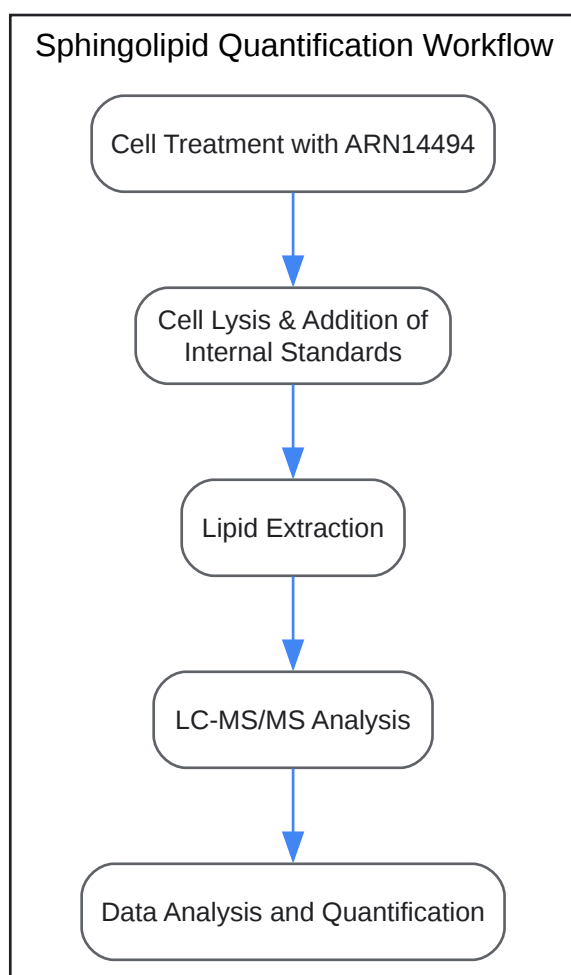 Sphingolipid Quantification Workflow
Cell Treatment with ARN14494
Cell Lysis & Addition of
Internal Standards
Lipid Extraction
LC-MS/MS Analysis
Data Analysis and Quantification